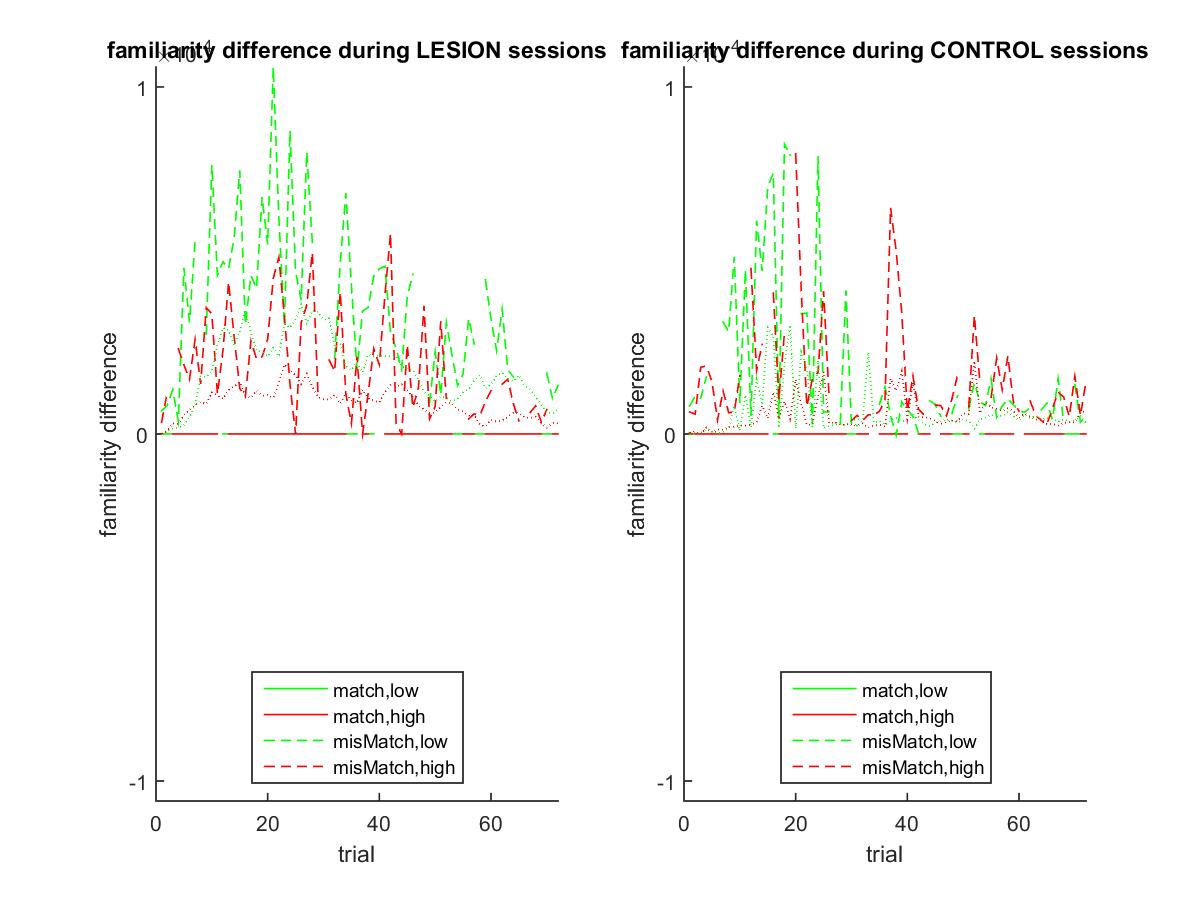 familiarity difference during LESION sessions
familiarity difference during CONTROL sessions
1
0
-1
familiarity difference
match,low
match,high
misMatch,low
misMatch,high
0
20
40
60
trial
1
0
-1
familiarity difference
match,low
match,high
misMatch,low
misMatch,high
0
20
40
60
trial